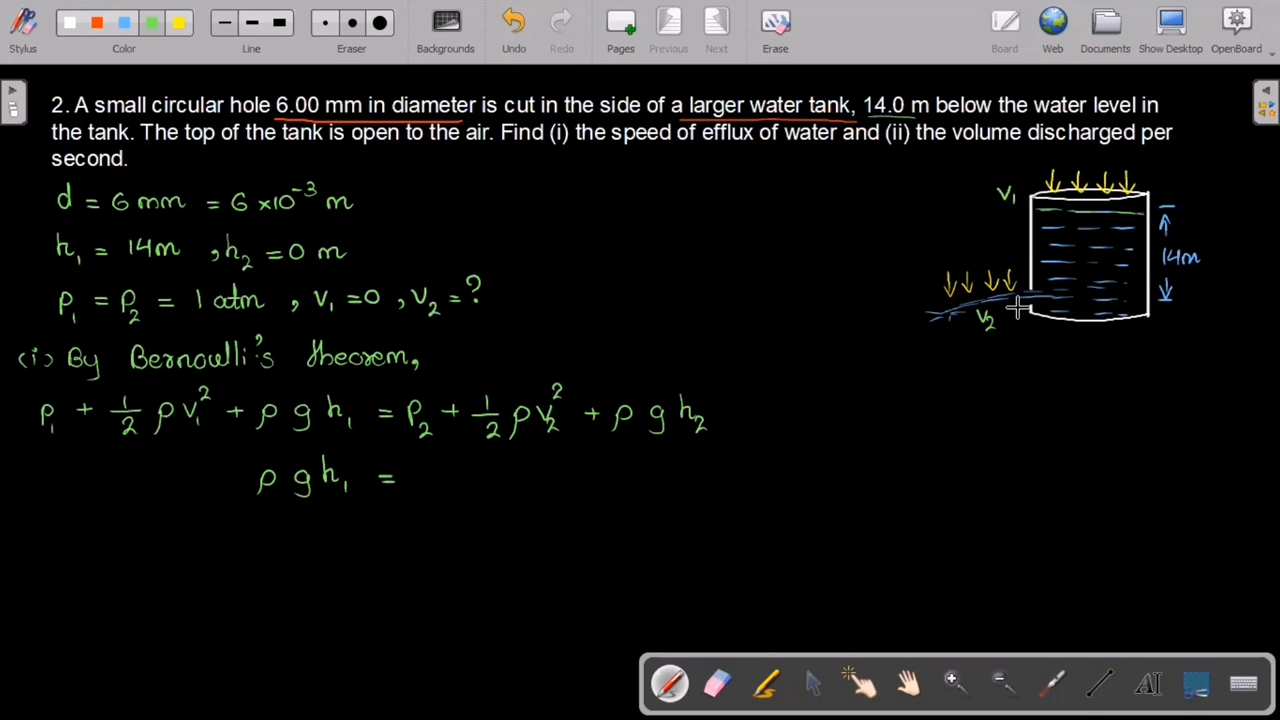 Stylus Color Line Eraser Backgrounds Undo Redo Pages Previous Next Erase Board Web Documents Show Desktop OpenBoard
2. A small circular hole 6.00 mm in diameter is cut in the side of a larger water tank, 14.0 m below the water level in
the tank. The top of the tank is open to the air. Find (i) the speed of efflux of water and (ii) the volume discharged per
second.
d = 6 mm = 6 × 10⁻³ m
h₁ = 14m , h₂ = 0 m
P₁ = P₂ = 1 atm , v₁ = 0 , v₂ = ?
(i) By Bernoulli's theorem,
P₁ + 1/2 ρ v₁² + ρ g h₁ = P₂ + 1/2 ρ v₂² + ρ g h₂
ρ g h₁ =
v₁
14m
v₂
AI